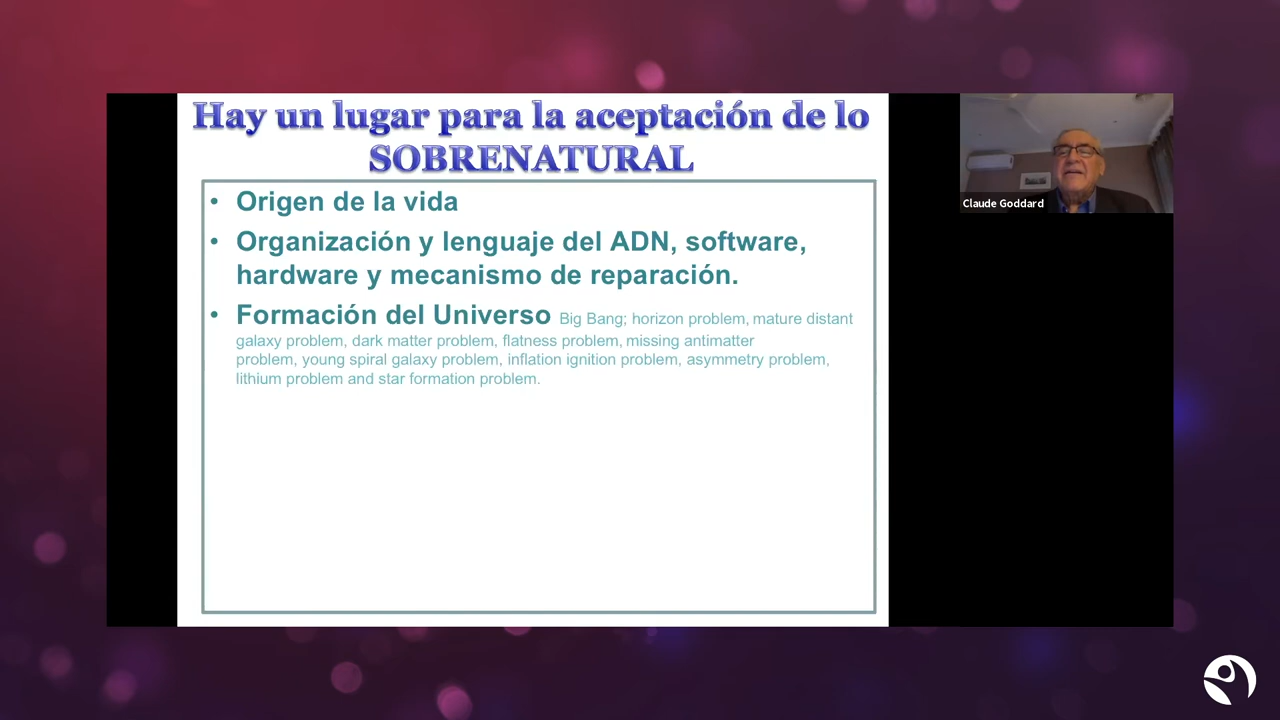 Hay un lugar para la aceptación de lo
SOBRENATURAL
• Origen de la vida
• Organización y lenguaje del ADN, software,
hardware y mecanismo de reparación.
• Formación del Universo Big Bang; horizon problem, mature distant
galaxy problem, dark matter problem, flatness problem, missing antimatter
problem, young spiral galaxy problem, inflation ignition problem, asymmetry problem,
lithium problem and star formation problem.
Claude Goddard